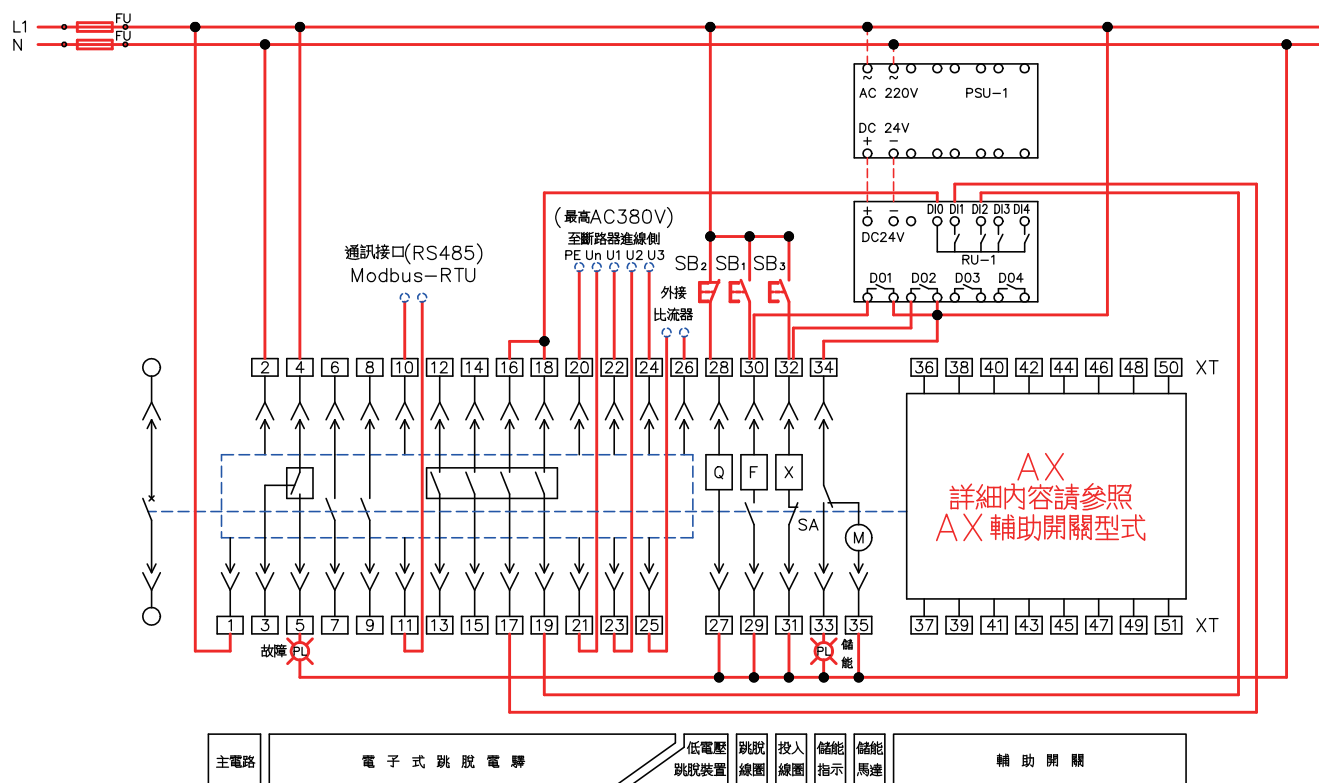 L1
FU
N
FU
~ ~
AC 220V PSU-1
DC 24V
+ −
(最高AC380V)
至斷路器進線側
PE Un U1 U2 U3
通訊接口(RS485)
Modbus-RTU
外接
比流器
SB2 SB1 SB3
+ − DI0 DI1 DI2 DI3 DI4
DC24V
RU-1
DO1 DO2 DO3 DO4
2 4 6 8 10 12 14 16 18 20 22 24 26 28 30 32 34 36 38 40 42 44 46 48 50 XT
Q F X
SA
M
AX
詳細內容請參照
AX 輔助開關型式
1 3 5 7 9 11 13 15 17 19 21 23 25 27 29 31 33 35 37 39 41 43 45 47 49 51 XT
故障 PL
PL 儲能
主電路
電子式跳脫電驛
低電壓
跳脫裝置
跳脫
線圈
投入
線圈
儲能
指示
儲能
馬達
輔助開關